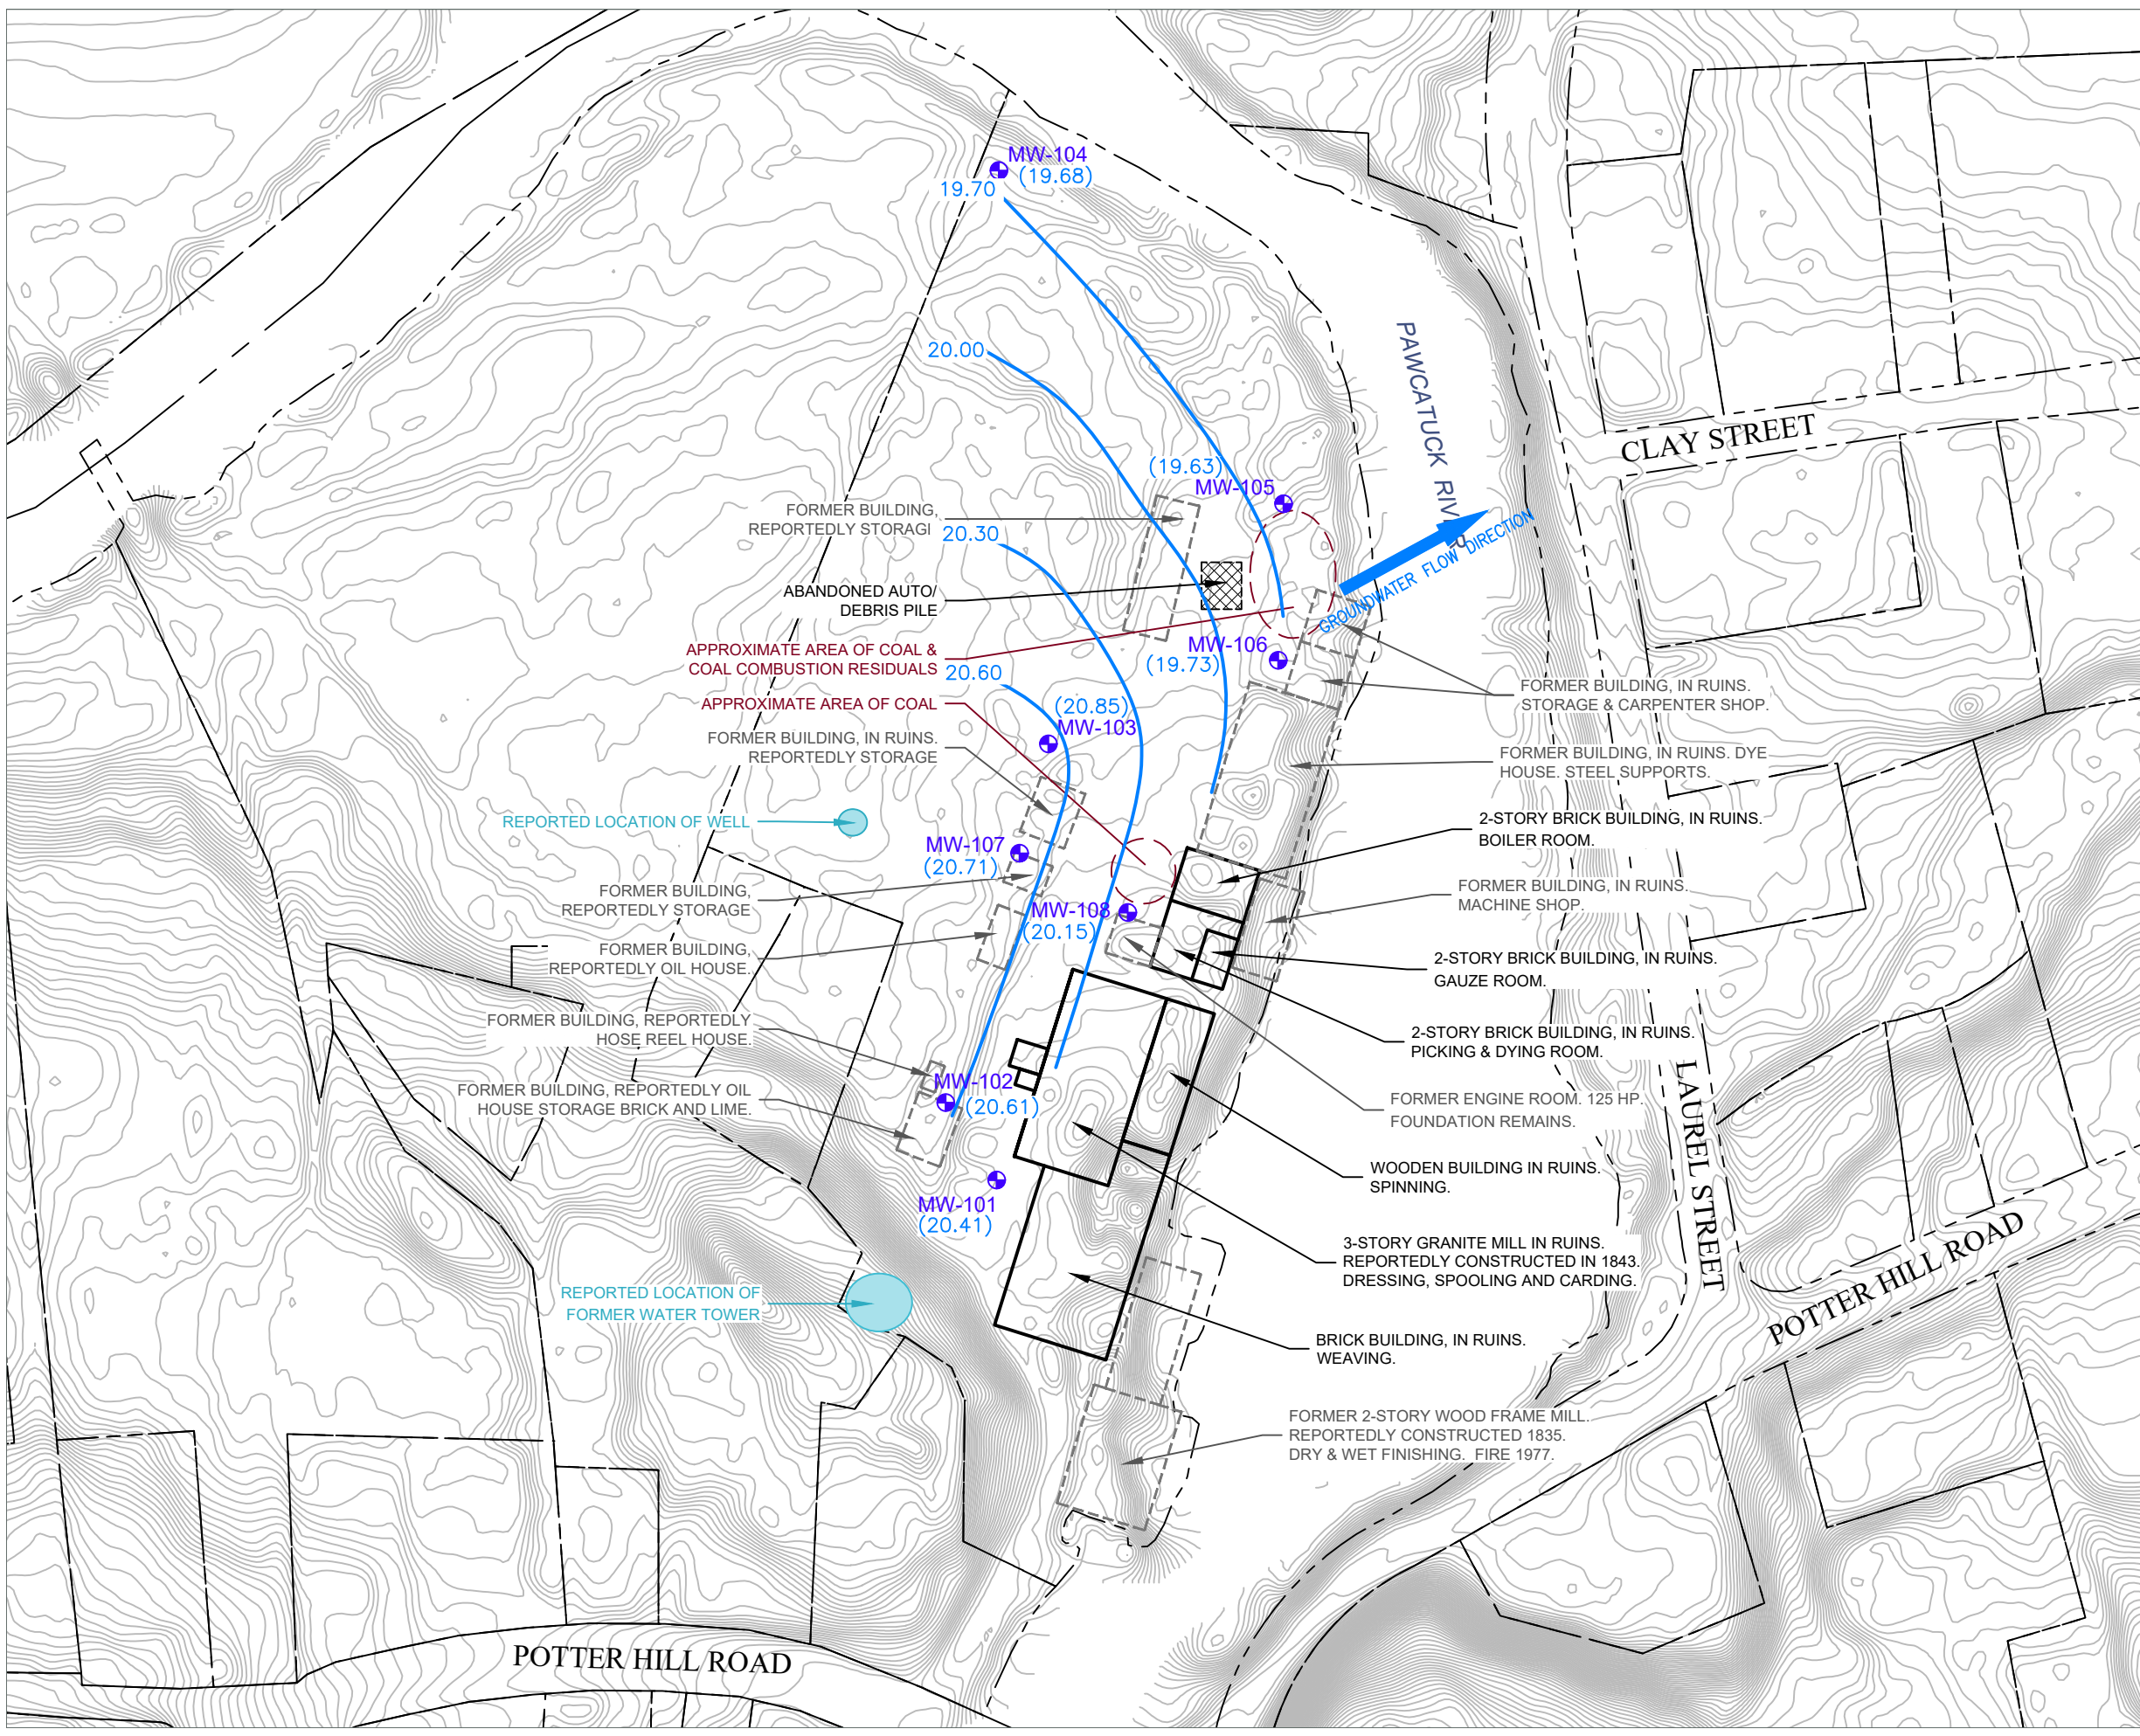 MW-104
(19.68)
19.70
PAWCATUCK RIVER
CLAY STREET
20.00
(19.63)
MW-105
FORMER BUILDING,
REPORTEDLY STORAGE
20.30
GROUNDWATER FLOW DIRECTION
ABANDONED AUTO/
DEBRIS PILE
APPROXIMATE AREA OF COAL &
COAL COMBUSTION RESIDUALS
MW-106
(19.73)
20.60
FORMER BUILDING, IN RUINS.
STORAGE & CARPENTER SHOP.
APPROXIMATE AREA OF COAL
(20.85)
MW-103
FORMER BUILDING, IN RUINS.
REPORTEDLY STORAGE
FORMER BUILDING, IN RUINS. DYE
HOUSE. STEEL SUPPORTS.
REPORTED LOCATION OF WELL
2-STORY BRICK BUILDING, IN RUINS.
BOILER ROOM.
MW-107
(20.71)
FORMER BUILDING,
REPORTEDLY STORAGE
FORMER BUILDING, IN RUINS.
MACHINE SHOP.
MW-108
(20.15)
FORMER BUILDING,
REPORTEDLY OIL HOUSE.
2-STORY BRICK BUILDING, IN RUINS.
GAUZE ROOM.
FORMER BUILDING, REPORTEDLY
HOSE REEL HOUSE.
2-STORY BRICK BUILDING, IN RUINS.
PICKING & DYING ROOM.
LAUREL STREET
MW-102
(20.61)
FORMER BUILDING, REPORTEDLY OIL
HOUSE STORAGE BRICK AND LIME.
FORMER ENGINE ROOM. 125 HP.
FOUNDATION REMAINS.
WOODEN BUILDING IN RUINS.
SPINNING.
MW-101
(20.41)
3-STORY GRANITE MILL IN RUINS.
REPORTEDLY CONSTRUCTED IN 1843.
DRESSING, SPOOLING AND CARDING.
POTTER HILL ROAD
REPORTED LOCATION OF
FORMER WATER TOWER
BRICK BUILDING, IN RUINS.
WEAVING.
FORMER 2-STORY WOOD FRAME MILL.
REPORTEDLY CONSTRUCTED 1835.
DRY & WET FINISHING. FIRE 1977.
POTTER HILL ROAD